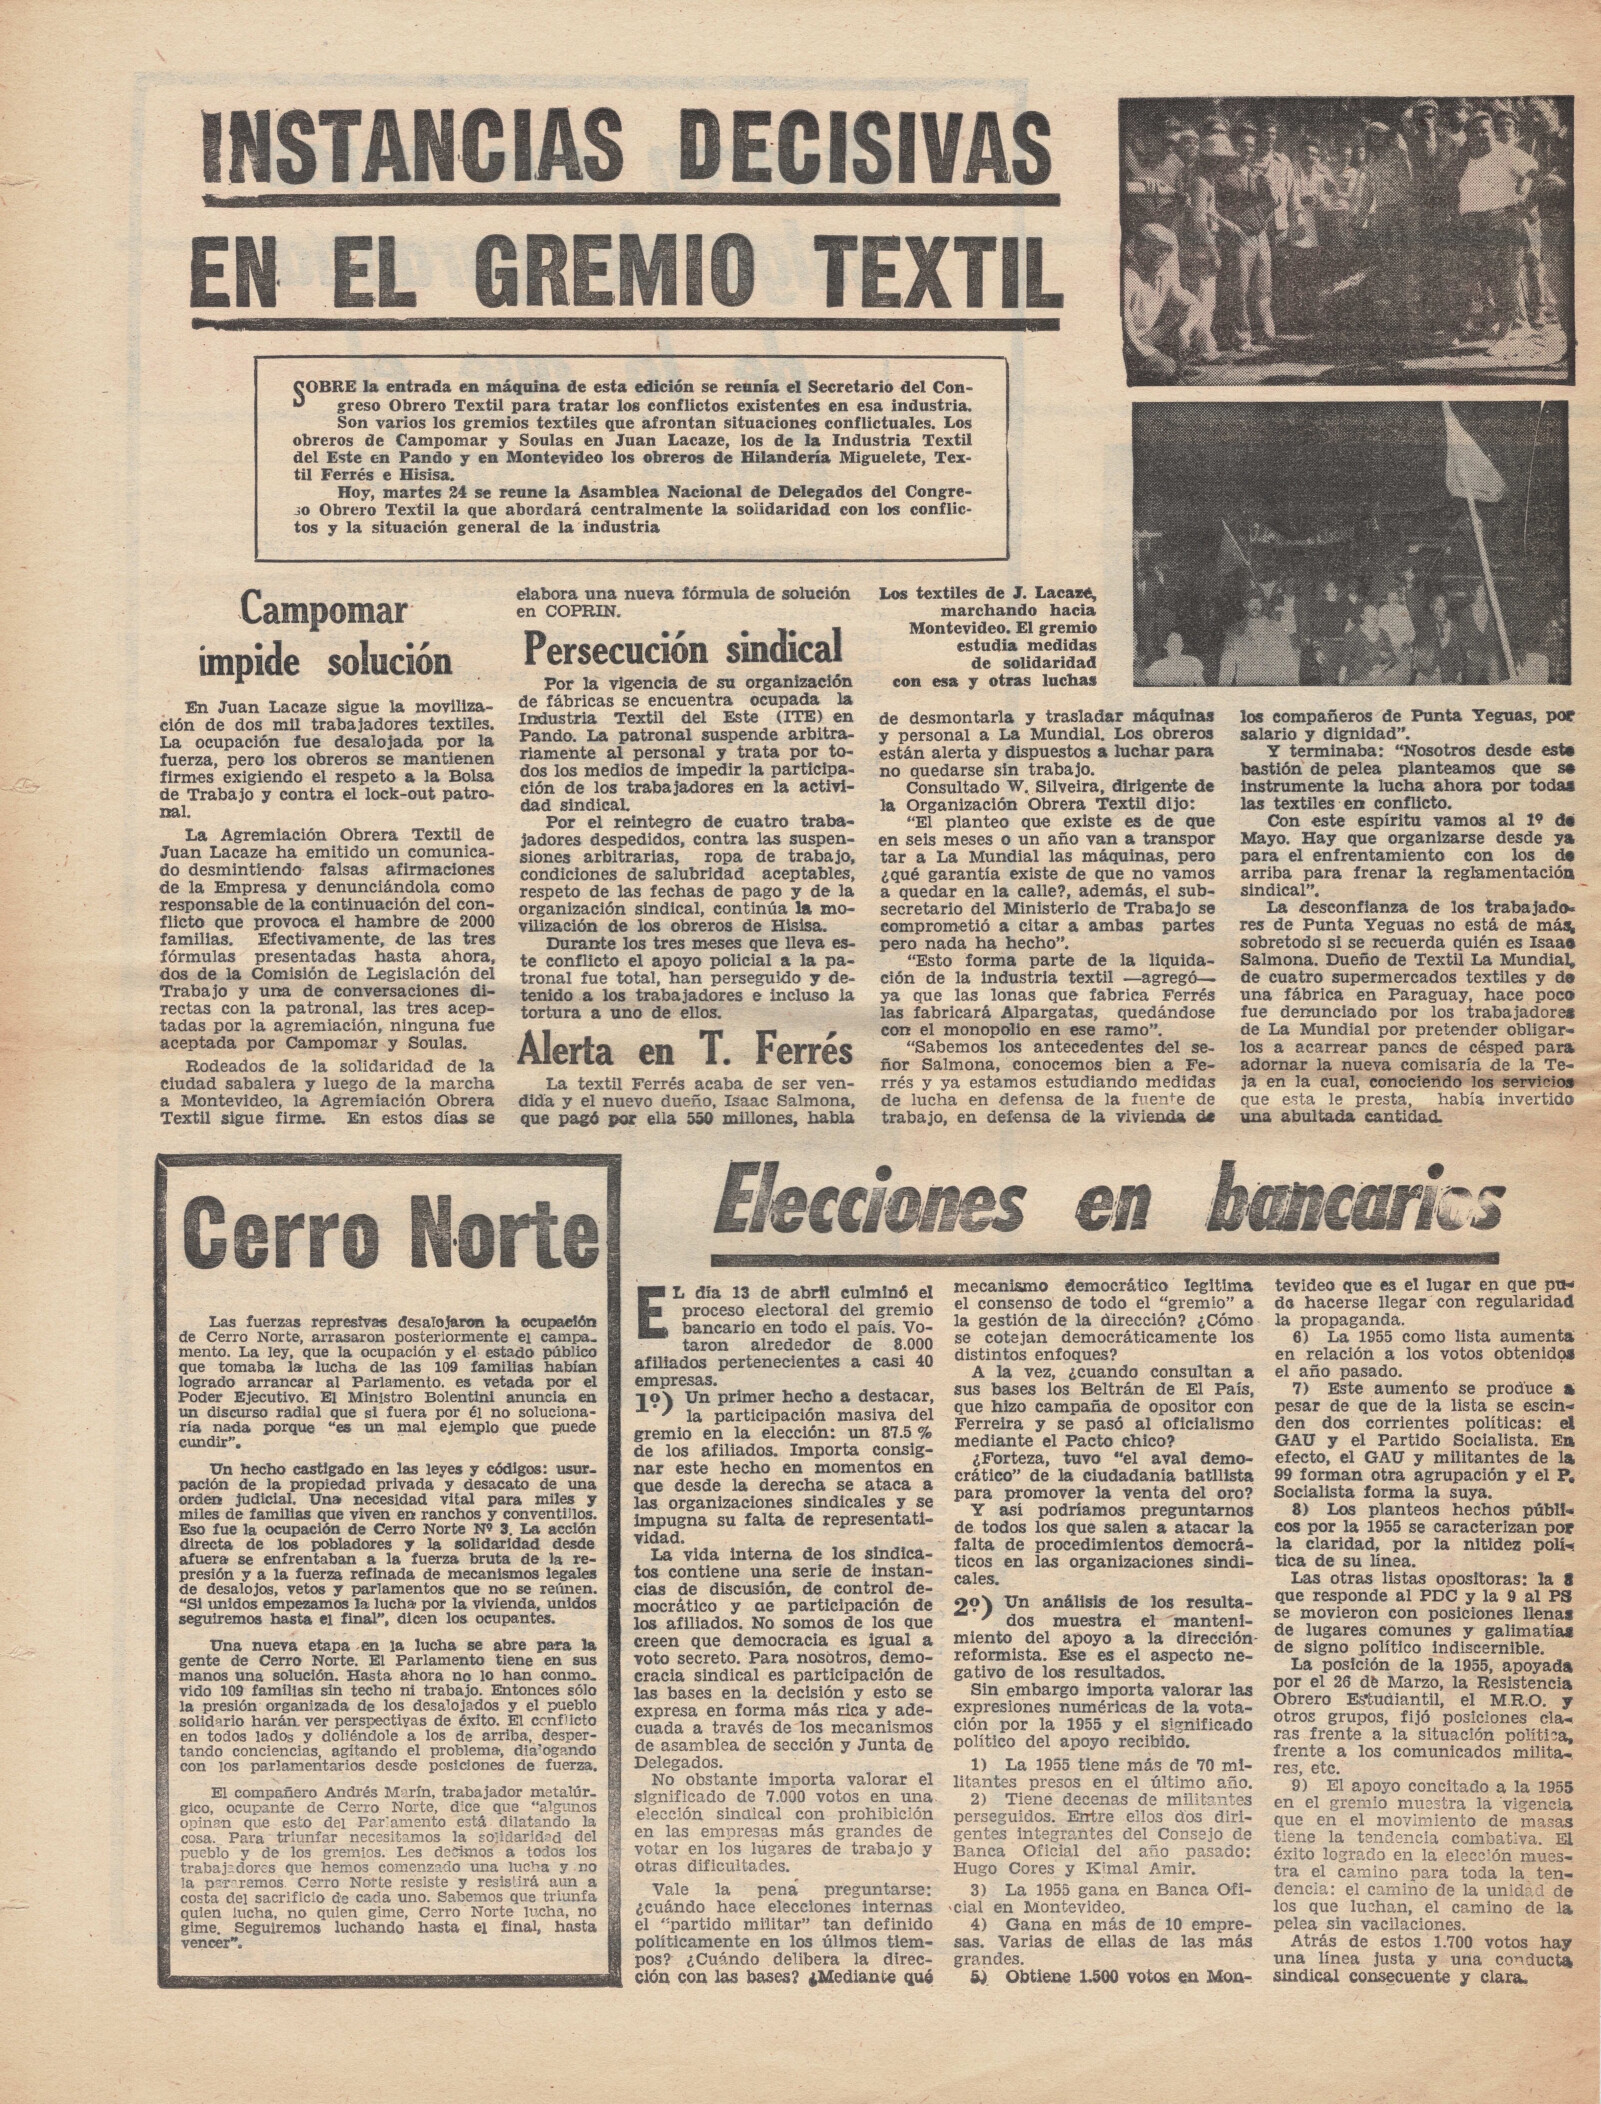 INSTANCIAS DECISIVAS
EN EL GREMIO TEXTIL
SOBRE la entrada en máquina de esta edición se reunía el Secretario del Con-
greso Obrero Textil para tratar los conflictos existentes en esa industria.
Son varios los gremios textiles que afrontan situaciones conflictuales. Los
obreros de Campomar y Soulas en Juan Lacaze, los de la Industria Textil
del Este en Pando y en Montevideo los obreros de Hilandería Miguelete, Tex-
til Ferrés e Hisisa.
Hoy, martes 24 se reune la Asamblea Nacional de Delegados del Congre-
so Obrero Textil la que abordará centralmente la solidaridad con los conflic-
tos y la situación general de la industria
Campomar
impide solución
En Juan Lacaze sigue la moviliza-
ción de dos mil trabajadores textiles.
La ocupación fue desalojada por la
fuerza, pero los obreros se mantienen
firmes exigiendo el respeto a la Bolsa
de Trabajo y contra el lock-out patro-
nal.
La Agremiación Obrera Textil de
Juan Lacaze ha emitido un comunica-
do desmintiendo falsas afirmaciones
de la Empresa y denunciándola como
responsable de la continuación del con-
flicto que provoca el hambre de 2000
familias. Efectivamente, de las tres
fórmulas presentadas hasta ahora,
dos de la Comisión de Legislación del
Trabajo y una de conversaciones di-
rectas con la patronal, las tres acep-
tadas por la agremiación, ninguna fue
aceptada por Campomar y Soulas.
Rodeados de la solidaridad de la
ciudad sabalera y luego de la marcha
a Montevideo, la Agremiación Obrera
Textil sigue firme. En estos días se
elabora una nueva fórmula de solución
en COPRIN.
Persecución sindical
Por la vigencia de su organización
de fábricas se encuentra ocupada la
Industria Textil del Este (ITE) en
Pando. La patronal suspende arbitra-
riamente al personal y trata por to-
dos los medios de impedir la participa-
ción de los trabajadores en la activi-
dad sindical.
Por el reintegro de cuatro traba-
jadores despedidos, contra las suspen-
siones arbitrarias, ropa de trabajo,
condiciones de salubridad aceptables,
respeto de las fechas de pago y de la
organización sindical, continúa la mo-
vilización de los obreros de Hisisa.
Durante los tres meses que lleva es-
te conflicto el apoyo policial a la pa-
tronal fue total, han perseguido y de-
tenido a los trabajadores e incluso la
tortura a uno de ellos.
Alerta en T. Ferrés
La textil Ferrés acaba de ser ven-
dida y el nuevo dueño, Isaac Salmona,
que pagó por ella 550 millones, habla
Los textiles de J. Lacaze,
marchando hacia
Montevideo. El gremio
estudia medidas
de solidaridad
con esa y otras luchas
de desmontarla y trasladar máquinas
y personal a La Mundial. Los obreros
están alerta y dispuestos a luchar para
no quedarse sin trabajo.
Consultado W. Silveira, dirigente de
la Organización Obrera Textil dijo:
"El planteo que existe es de que
en seis meses o un año van a transpor
tar a La Mundial las máquinas, pero
¿qué garantía existe de que no vamos
a quedar en la calle?, además, el sub-
secretario del Ministerio de Trabajo se
comprometió a citar a ambas partes
pero nada ha hecho".
"Esto forma parte de la liquida-
ción de la industria textil —agregó—
ya que las lonas que fabrica Ferrés
las fabricará Alpargatas, quedándose
con el monopolio en ese ramo".
"Sabemos los antecedentes del se-
ñor Salmona, conocemos bien a Fe-
rrés y ya estamos estudiando medidas
de lucha en defensa de la fuente de
trabajo, en defensa de la vivienda de
los compañeros de Punta Yeguas, por
salario y dignidad".
Y terminaba: "Nosotros desde este
bastión de pelea planteamos que se
instrumente la lucha ahora por todas
las textiles en conflicto.
Con este espíritu vamos al 1º de
Mayo. Hay que organizarse desde ya
para el enfrentamiento con los de
arriba para frenar la reglamentación
sindical".
La desconfianza de los trabajado-
res de Punta Yeguas no está de más,
sobretodo si se recuerda quién es Isaac
Salmona. Dueño de Textil La Mundial,
de cuatro supermercados textiles y de
una fábrica en Paraguay, hace poco
fue denunciado por los trabajadores
de La Mundial por pretender obligar-
los a acarrear panes de césped para
adornar la nueva comisaría de la Te-
ja en la cual, conociendo los servicios
que esta le presta, había invertido
una abultada cantidad.
Cerro Norte
Las fuerzas represivas desalojaron la ocupación
de Cerro Norte, arrasaron posteriormente el campa-
mento. La ley, que la ocupación y el estado público
que tomaba la lucha de las 109 familias habían
logrado arrancar al Parlamento. es vetada por el
Poder Ejecutivo. El Ministro Bolentini anuncia en
un discurso radial que si fuera por él no soluciona-
ría nada porque "es un mal ejemplo que puede
cundir".
Un hecho castigado en las leyes y códigos: usur-
pación de la propiedad privada y desacato de una
orden judicial. Una necesidad vital para miles y
miles de familias que viven en ranchos y conventillos.
Eso fue la ocupación de Cerro Norte Nº 3. La acción
directa de los pobladores y la solidaridad desde
afuera se enfrentaban a la fuerza bruta de la re-
presión y a la fuerza refinada de mecanismos legales
de desalojos, vetos y parlamentos que no se reúnen.
"Si unidos empezamos la lucha por la vivienda, unidos
seguiremos hasta el final", dicen los ocupantes.
Una nueva etapa en la lucha se abre para la
gente de Cerro Norte. El Parlamento tiene en sus
manos una solución. Hasta ahora no lo han conmo-
vido 109 familias sin techo ni trabajo. Entonces sólo
la presión organizada de los desalojados y el pueblo
solidario harán ver perspectivas de éxito. El conflicto
en todos lados y doliéndole a los de arriba, desper-
tando conciencias, agitando el problema, dialogando
con los parlamentarios desde posiciones de fuerza.
El compañero Andrés Marín, trabajador metalúr-
gico, ocupante de Cerro Norte, dice que "algunos
opinan que esto del Parlamento está dilatando la
cosa. Para triunfar necesitamos la solidaridad del
pueblo y de los gremios. Les decimos a todos los
trabajadores que hemos comenzado una lucha y no
la pararemos. Cerro Norte resiste y resistirá aun a
costa del sacrificio de cada uno. Sabemos que triunfa
quien lucha, no quien gime, Cerro Norte lucha, no
gime. Seguiremos luchando hasta el final, hasta
vencer".
Elecciones en bancarios
EL día 13 de abril culminó el
proceso electoral del gremio
bancario en todo el país. Vo-
taron alrededor de 8.000
afiliados pertenecientes a casi 40
empresas.
1º) Un primer hecho a destacar,
la participación masiva del
gremio en la elección: un 87.5 %
de los afiliados. Importa consig-
nar este hecho en momentos en
que desde la derecha se ataca a
las organizaciones sindicales y se
impugna su falta de representati-
vidad.
La vida interna de los sindica-
tos contiene una serie de instan-
cias de discusión, de control de-
mocrático y de participación de
los afiliados. No somos de los que
creen que democracia es igual a
voto secreto. Para nosotros, demo-
cracia sindical es participación de
las bases en la decisión y esto se
expresa en forma más rica y ade-
cuada a través de los mecanismos
de asamblea de sección y Junta de
Delegados.
No obstante importa valorar el
significado de 7.000 votos en una
elección sindical con prohibición
en las empresas más grandes de
votar en los lugares de trabajo y
otras dificultades.
Vale la pena preguntarse:
¿cuándo hace elecciones internas
el "partido militar" tan definido
políticamente en los úllmos tiem-
pos? ¿Cuándo delibera la direc-
ción con las bases? ¿Mediante qué
mecanismo democrático legitima
el consenso de todo el "gremio" a
la gestión de la dirección? ¿Cómo
se cotejan democráticamente los
distintos enfoques?
A la vez, ¿cuando consultan a
sus bases los Beltrán de El País,
que hizo campaña de opositor con
Ferreira y se pasó al oficialismo
mediante el Pacto chico?
¿Forteza, tuvo "el aval demo-
crático" de la ciudadanía batllista
para promover la venta del oro?
Y así podríamos preguntarnos
de todos los que salen a atacar la
falta de procedimientos democrá-
ticos en las organizaciones sindi-
cales.
2º) Un análisis de los resulta-
dos muestra el manteni-
miento del apoyo a la dirección
reformista. Ese es el aspecto ne-
gativo de los resultados.
Sin embargo importa valorar las
expresiones numéricas de la vota-
ción por la 1955 y el significado
político del apoyo recibido.
1) La 1955 tiene más de 70 mi-
litantes presos en el último año.
2) Tiene decenas de militantes
perseguidos. Entre ellos dos diri-
gentes integrantes del Consejo de
Banca Oficial del año pasado:
Hugo Cores y Kimal Amir.
3) La 1955 gana en Banca Ofi-
cial en Montevideo.
4) Gana en más de 10 empre-
sas. Varias de ellas de las más
grandes.
5) Obtiene 1.500 votos en Mon-
tevideo que es el lugar en que pu-
do hacerse llegar con regularidad
la propaganda.
6) La 1955 como lista aumenta
en relación a los votos obtenidos
el año pasado.
7) Este aumento se produce a
pesar de que de la lista se escin-
den dos corrientes políticas: el
GAU y el Partido Socialista. En
efecto, el GAU y militantes de la
99 forman otra agrupación y el P.
Socialista forma la suya.
8) Los planteos hechos públi-
cos por la 1955 se caracterizan por
la claridad, por la nitidez polí-
tica de su línea.
Las otras listas opositoras: la 8
que responde al PDC y la 9 al PS
se movieron con posiciones llenas
de lugares comunes y galimatías
de signo político indiscernible.
La posición de la 1955, apoyada
por el 26 de Marzo, la Resistencia
Obrero Estudiantil, el M.R.O. y
otros grupos, fijó posiciones cla-
ras frente a la situación política,
frente a los comunicados milita-
res, etc.
9) El apoyo concitado a la 1955
en el gremio muestra la vigencia
que en el movimiento de masas
tiene la tendencia combativa. El
éxito logrado en la elección mues-
tra el camino para toda la ten-
dencia: el camino de la unidad de
los que luchan, el camino de la
pelea sin vacilaciones.
Atrás de estos 1.700 votos hay
una línea justa y una conducta
sindical consecuente y clara.